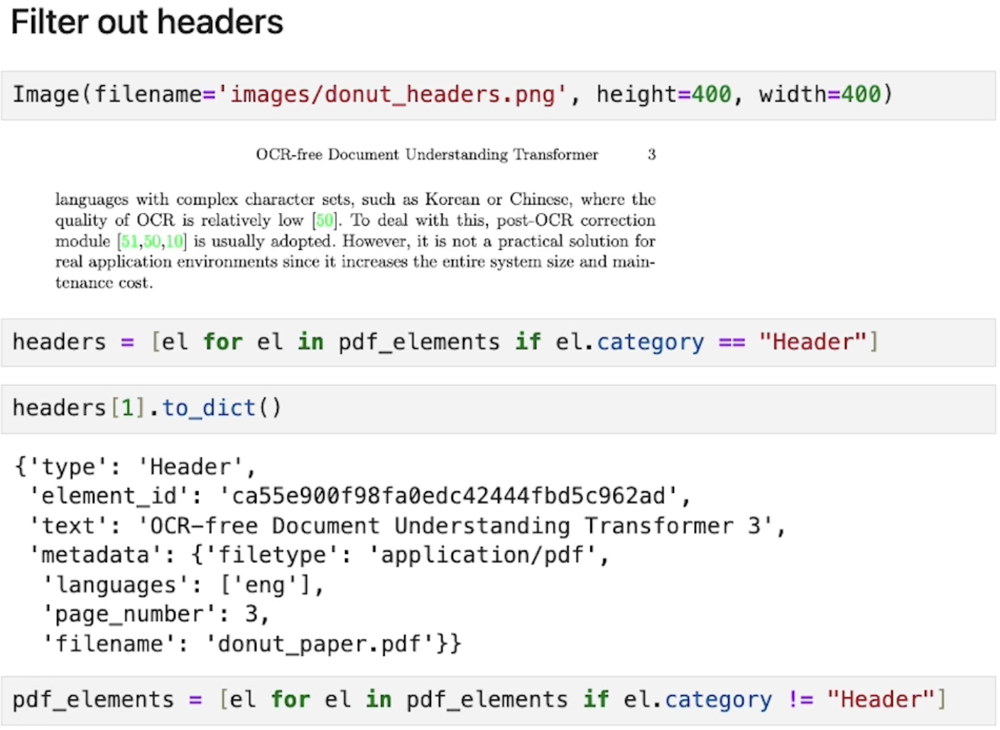 Filter out headers
Image(filename='images/donut_headers.png', height=400, width=400)
OCR-free Document Understanding Transformer 3
languages with complex character sets, such as Korean or Chinese, where the
quality of OCR is relatively low [50]. To deal with this, post-OCR correction
module [51,50,10] is usually adopted. However, it is not a practical solution for
real application environments since it increases the entire system size and main-
tenance cost.
headers = [el for el in pdf_elements if el.category == "Header"]
headers[1].to_dict()
{'type': 'Header',
 'element_id': 'ca55e900f98fa0edc42444fbd5c962ad',
 'text': 'OCR-free Document Understanding Transformer 3',
 'metadata': {'filetype': 'application/pdf',
  'languages': ['eng'],
  'page_number': 3,
  'filename': 'donut_paper.pdf'}}
pdf_elements = [el for el in pdf_elements if el.category != "Header"]